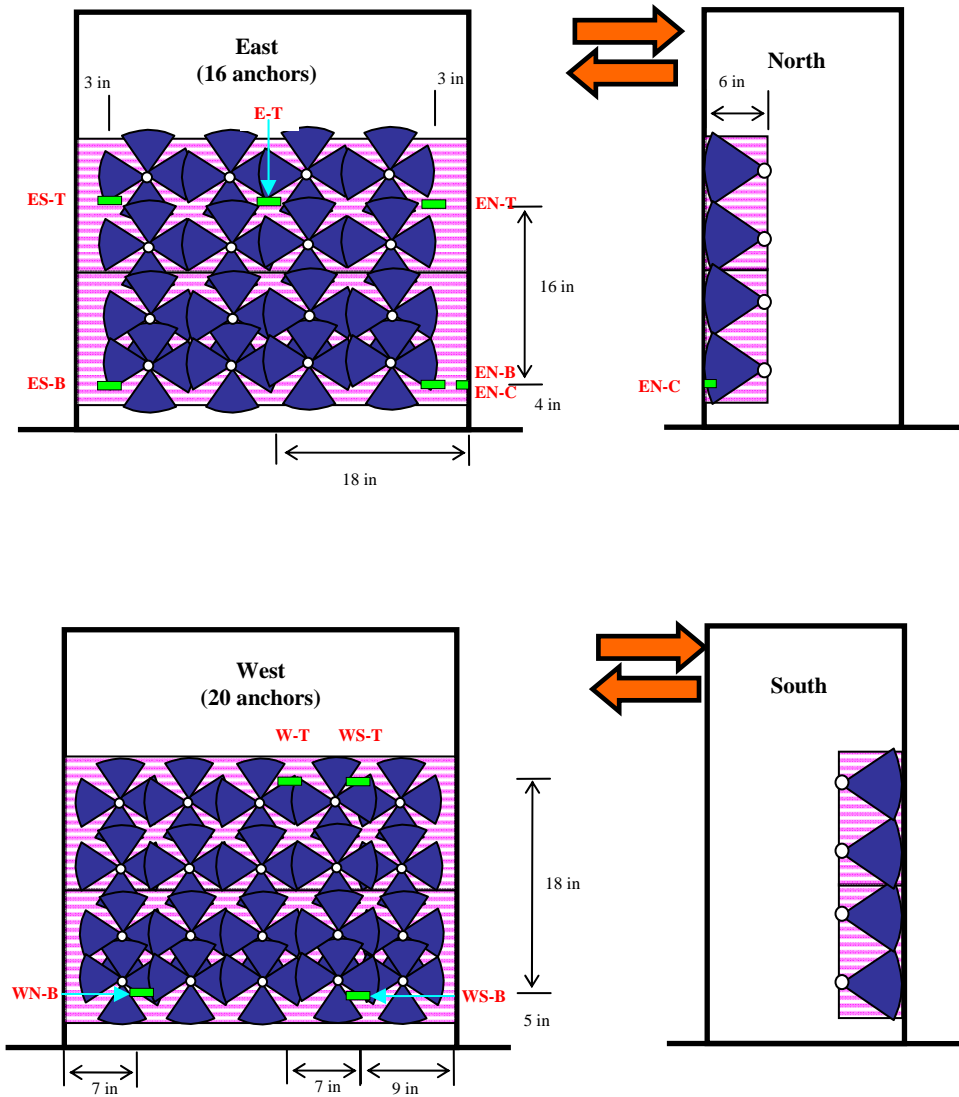 East
(16 anchors)
North
3 in
3 in
6 in
E-T
ES-T
EN-T
16 in
ES-B
EN-B
EN-C
EN-C
4 in
18 in
West
(20 anchors)
South
W-T
WS-T
18 in
WN-B
WS-B
5 in
7 in
7 in
9 in